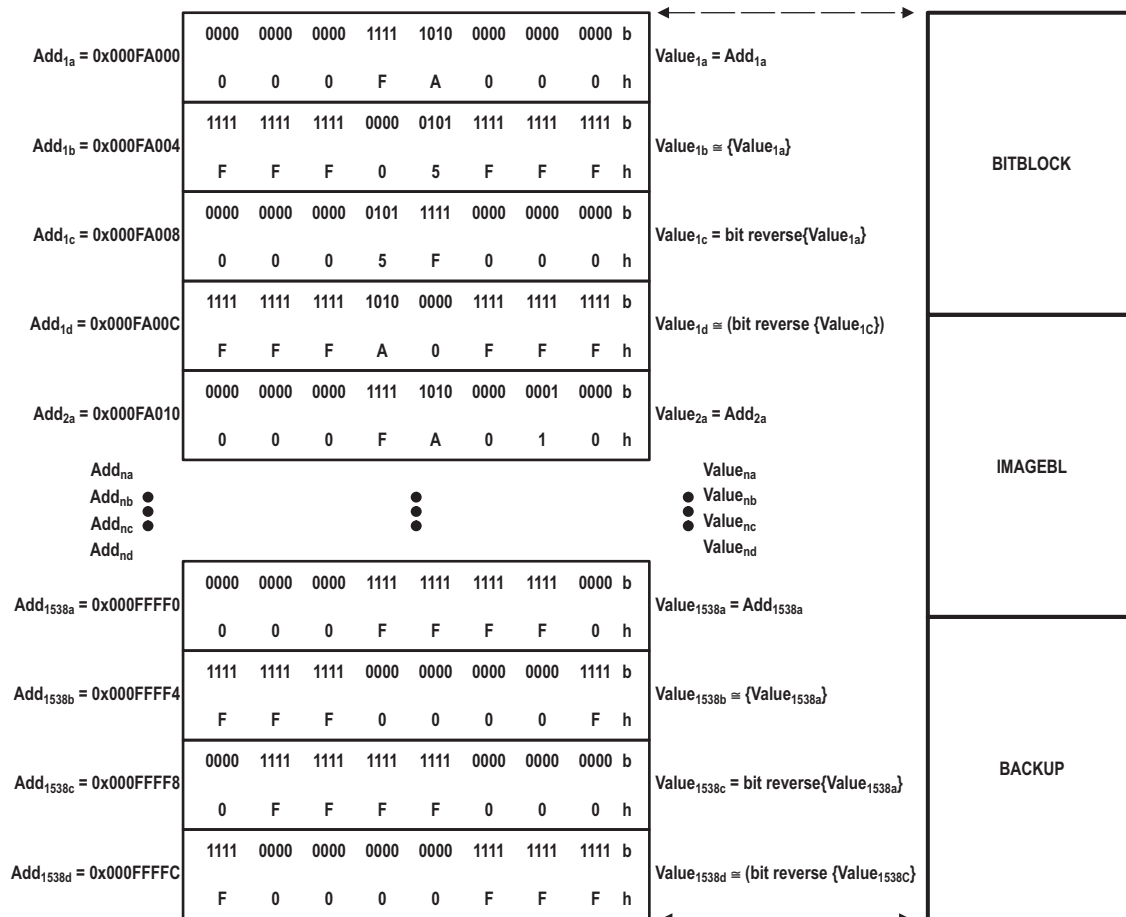 0000 0000 0000 1111 1010 0000 0000 0000 b
Add1a = 0x000FA000 Value1a = Add1a
0 0 0 F A 0 0 0 h
1111 1111 1111 0000 0101 1111 1111 1111 b
Add1b = 0x000FA004 Value1b ≅ {Value1a}
F F F 0 5 F F F h
BITBLOCK
0000 0000 0000 0101 1111 0000 0000 0000 b
Add1c = 0x000FA008 Value1c = bit reverse{Value1a}
0 0 0 5 F 0 0 0 h
1111 1111 1111 1010 0000 1111 1111 1111 b
Add1d = 0x000FA00C Value1d ≅ (bit reverse {Value1C})
F F F A 0 F F F h
0000 0000 0000 1111 1010 0000 0001 0000 b
Add2a = 0x000FA010 Value2a = Add2a
0 0 0 F A 0 1 0 h
Addna Valuena
IMAGEBL
Addnb Valuenb
Addnc Valuenc
Addnd Valuend
0000 0000 0000 1111 1111 1111 1111 0000 b
Add1538a = 0x000FFFF0 Value1538a = Add1538a
0 0 0 F F F F 0 h
1111 1111 1111 0000 0000 0000 0000 1111 b
Add1538b = 0x000FFFF4 Value1538b ≅ {Value1538a}
F F F 0 0 0 0 F h
0000 1111 1111 1111 1111 0000 0000 0000 b
BACKUP
Add1538c = 0x000FFFF8 Value1538c = bit reverse{Value1538a}
0 F F F F 0 0 0 h
1111 0000 0000 0000 0000 1111 1111 1111 b
Add1538d = 0x000FFFFC Value1538d ≅ (bit reverse {Value1538C}
F 0 0 0 0 F F F h